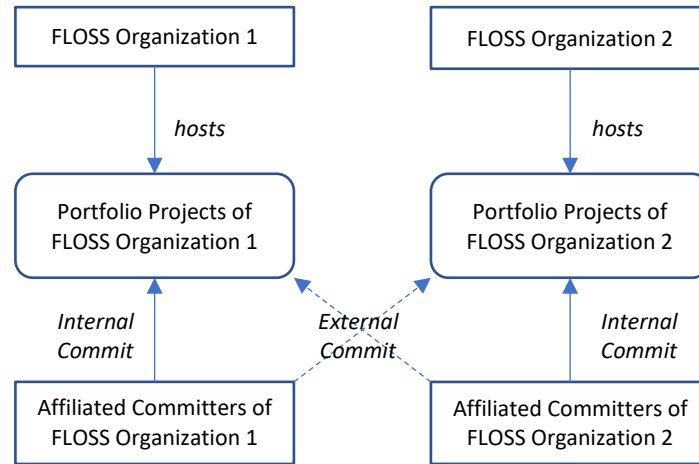 FLOSS Organization 1
FLOSS Organization 2
hosts
hosts
Portfolio Projects of
FLOSS Organization 1
Portfolio Projects of
FLOSS Organization 2
Internal
Commit
External
Commit
Internal
Commit
Affiliated Committers of
FLOSS Organization 1
Affiliated Committers of
FLOSS Organization 2